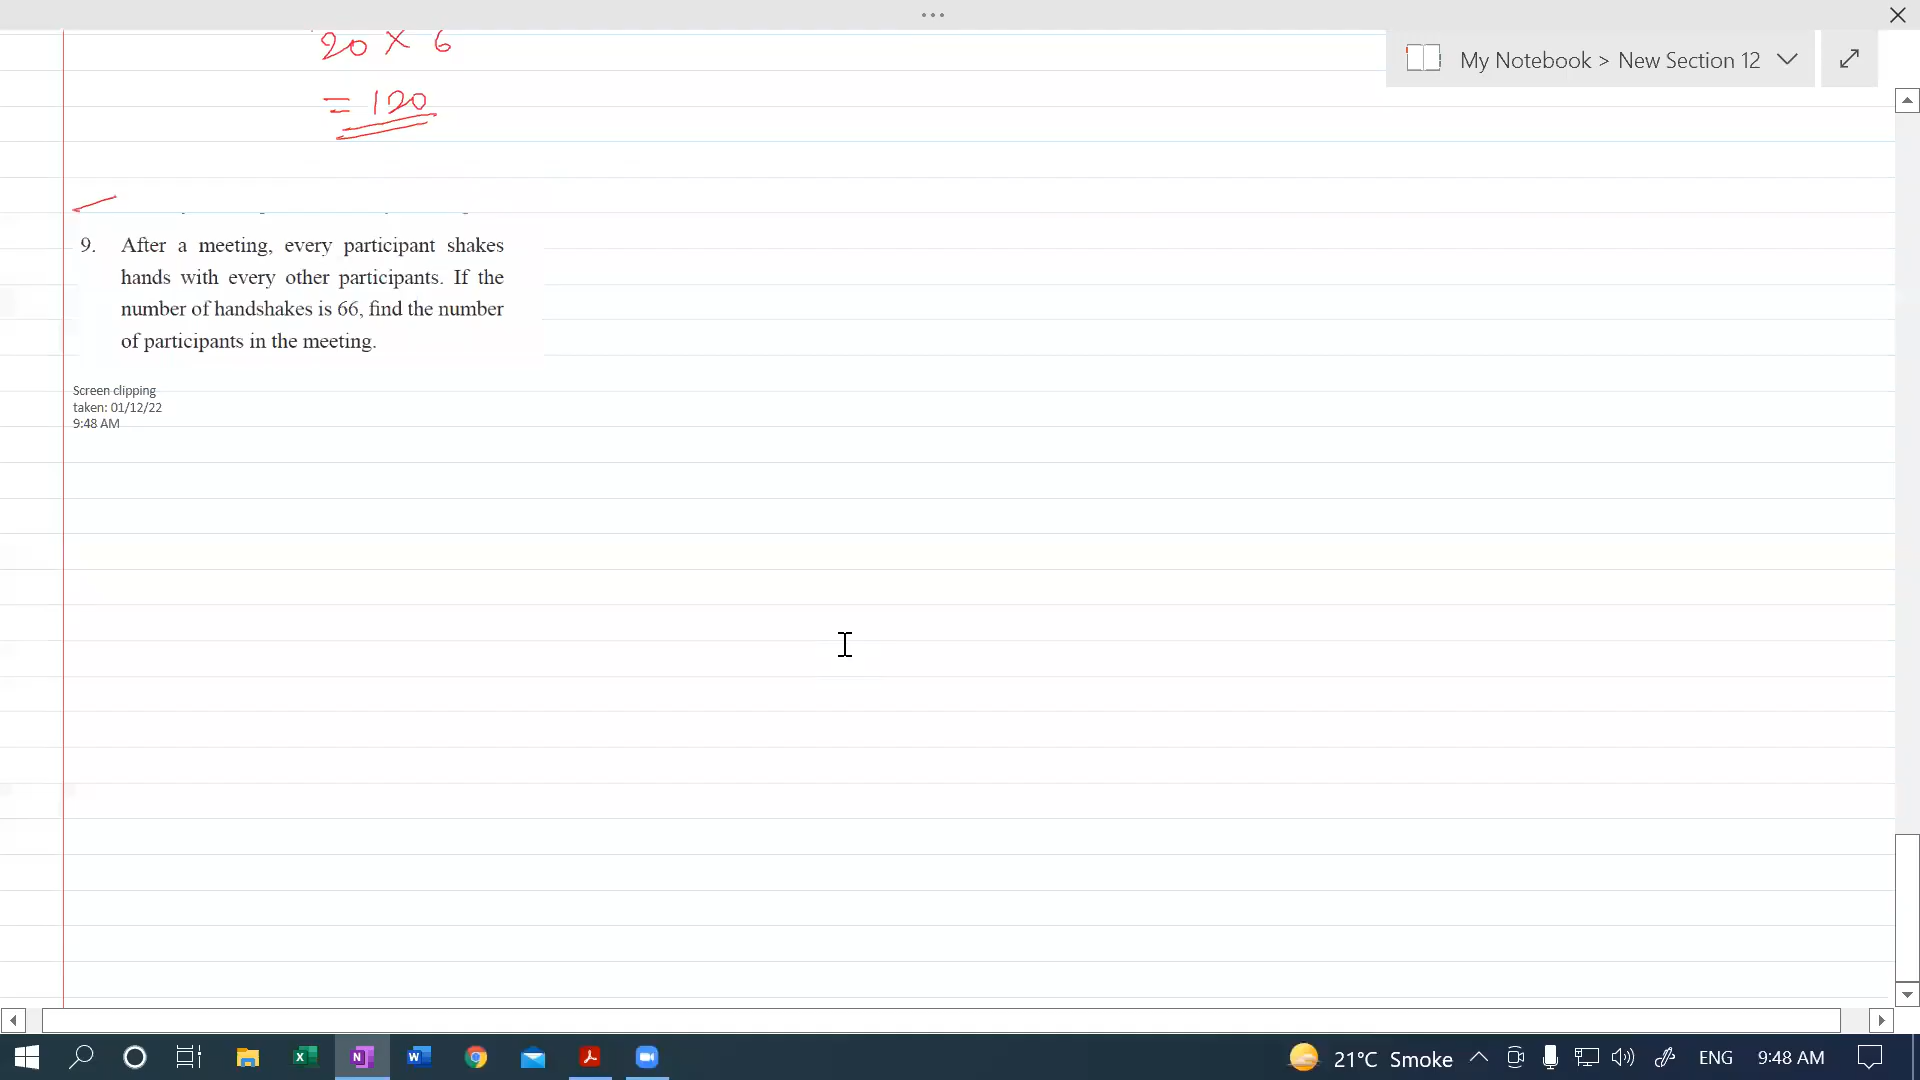 20 × 6
My Notebook > New Section 12
= 120
9. After a meeting, every participant shakes
hands with every other participants. If the
number of handshakes is 66, find the number
of participants in the meeting.
Screen clipping
taken: 01/12/22
9:48 AM
21°C Smoke
ENG
9:48 AM